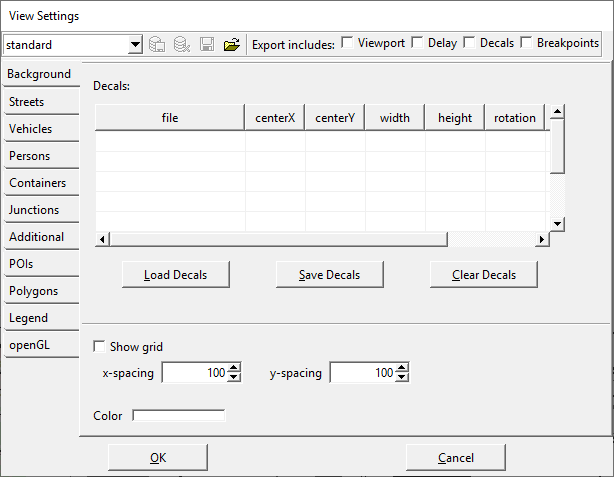 View Settings
standard Export includes: Viewport Delay Decals Breakpoints
Background
Streets
Vehicles
Persons
Containers
Junctions
Additional
POIs
Polygons
Legend
openGL
Decals:
file centerX centerY width height rotation
Load Decals Save Decals Clear Decals
Show grid
x-spacing 100 y-spacing 100
Color
OK Cancel